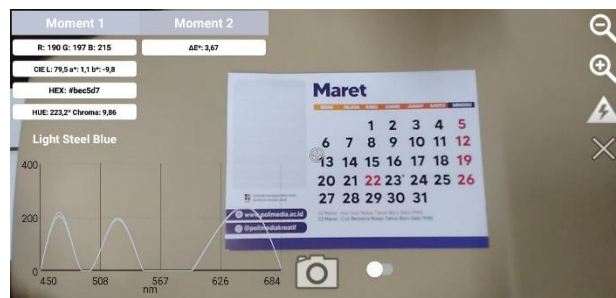 Moment 1
Moment 2
R: 190 G: 197 B: 215
ΔE*: 3,67
CIE L: 79,5 a*: 1,1 b*: -9,8
HEX: #bec5d7
HUE: 223,2° Chroma: 9,86
Light Steel Blue
400
200
0
450 508 567 626 684
nm
Maret
MINGGU
1 2 3 4 5
6 7 8 9 10 11 12
13 14 15 16 17 18 19
20 21 22 23 24 25 26
27 28 29 30 31
www.polimedia.ac.id
@polimediakreatif